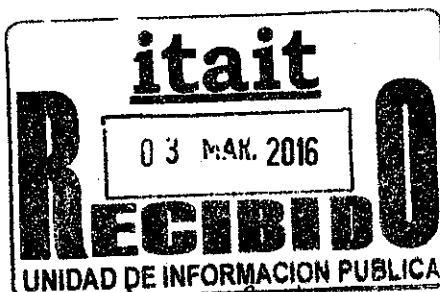 itait
03 MAR. 2016
RECIBIDO
UNIDAD DE INFORMACION PUBLICA